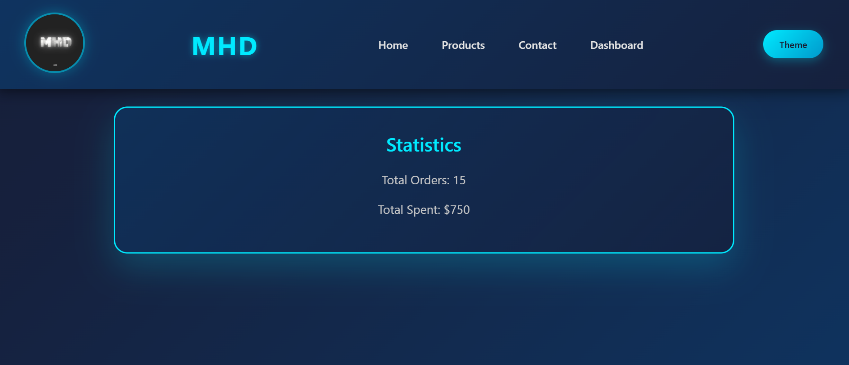 MHD
MHD
Home
Products
Contact
Dashboard
Theme
Statistics
Total Orders: 15
Total Spent: $750